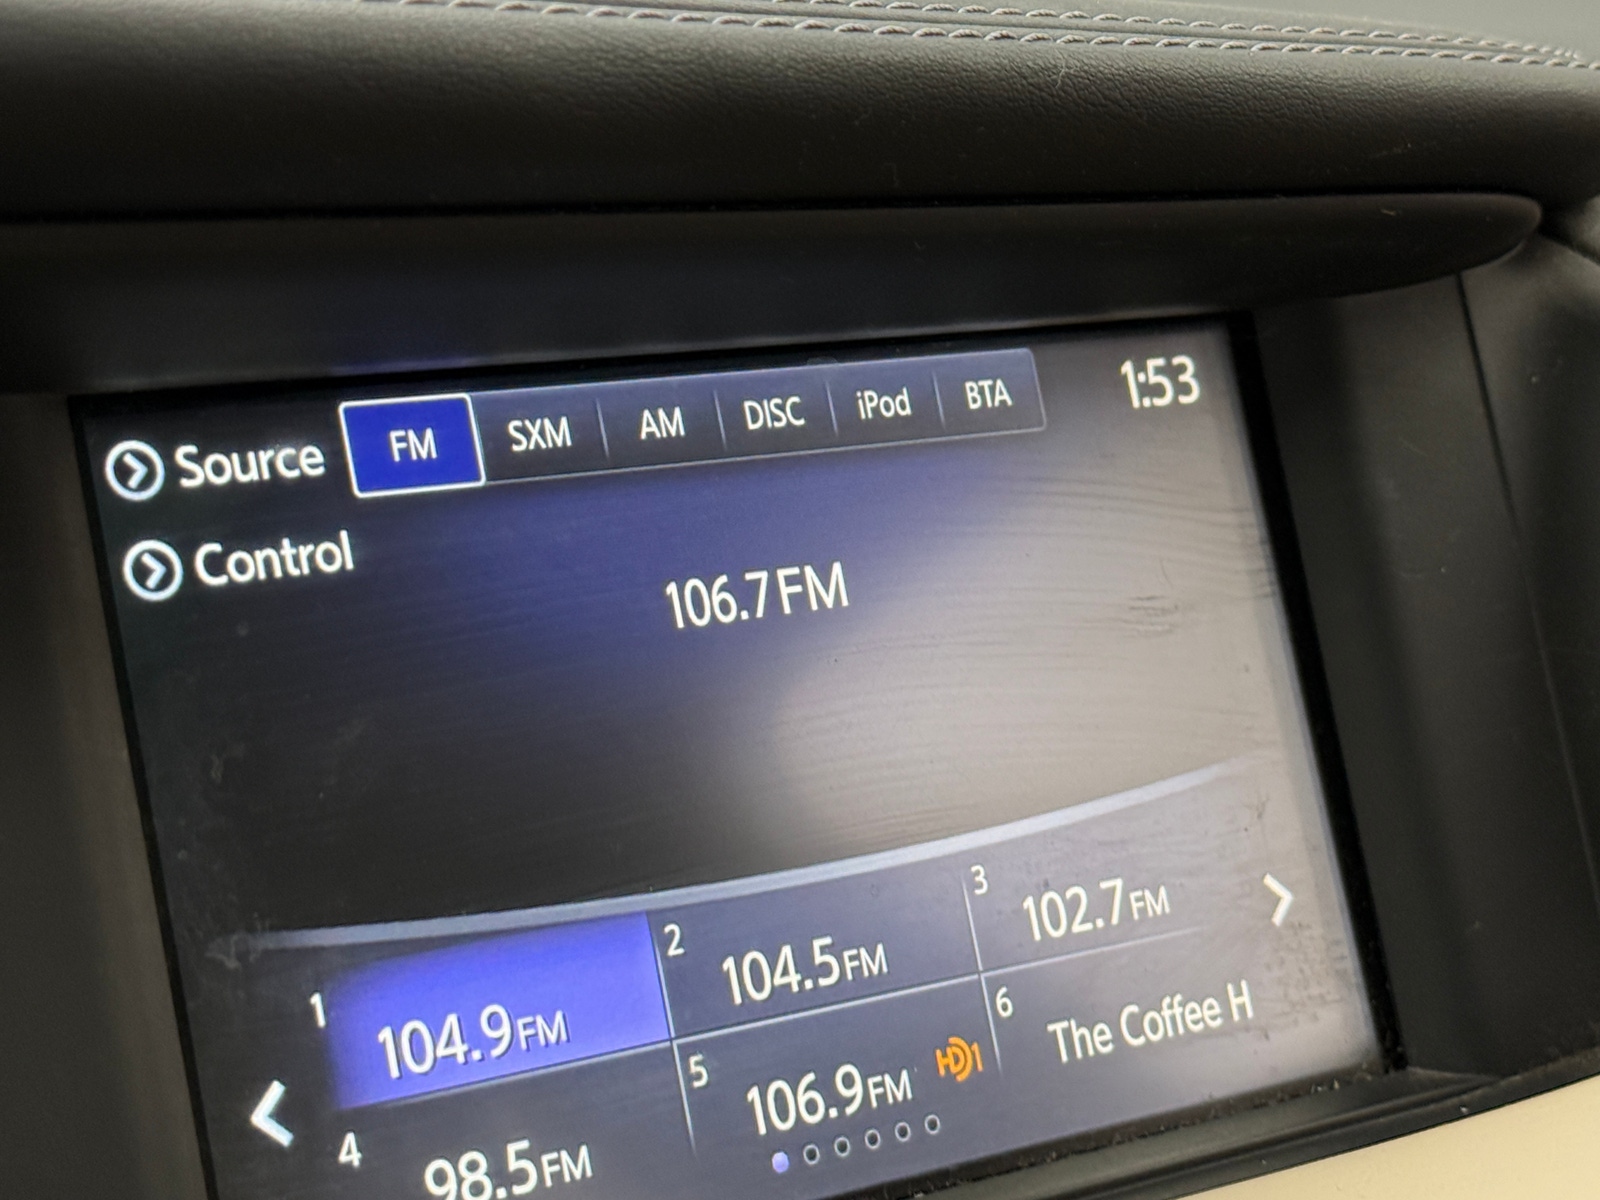 Source FM SXM AM DISC iPod BTA 1:53
Control
106.7FM
1 104.9FM
2 104.5FM
3 102.7FM
4 98.5FM
5 106.9FM HD1
6 The Coffee H